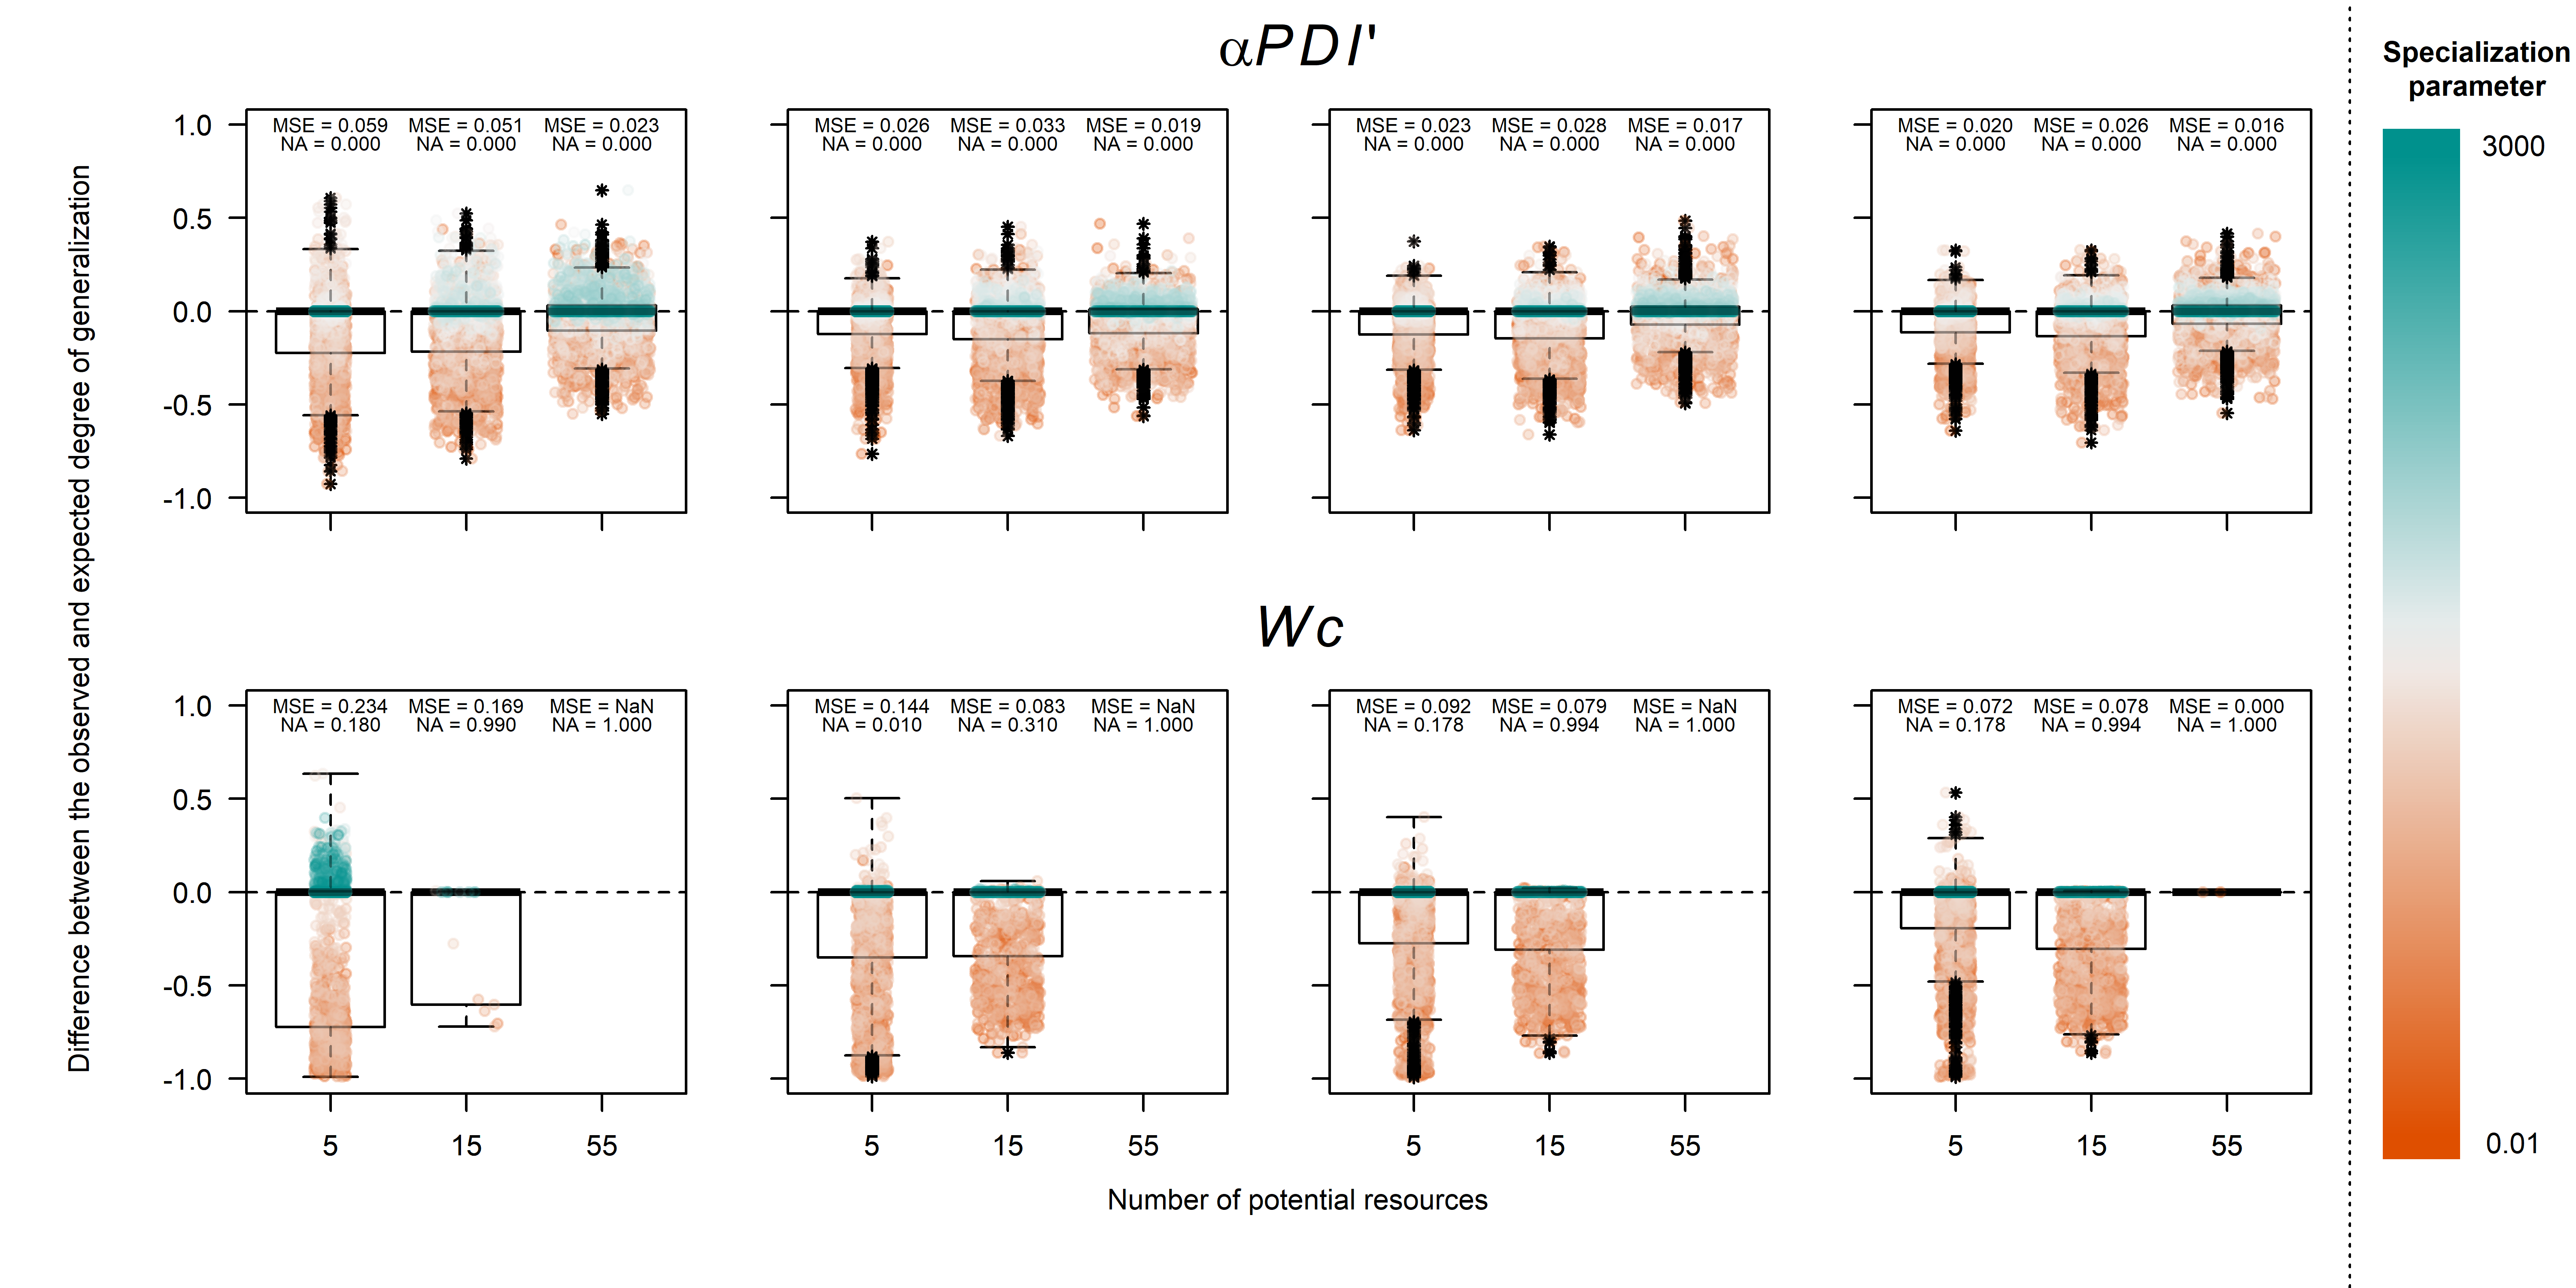 αPDI'
Specialization
parameter
3000
0.01
Difference between the observed and expected degree of generalization
1.0
0.5
0.0
-0.5
-1.0
MSE = 0.059 MSE = 0.051 MSE = 0.023
NA = 0.000 NA = 0.000 NA = 0.000
MSE = 0.026 MSE = 0.033 MSE = 0.019
NA = 0.000 NA = 0.000 NA = 0.000
MSE = 0.023 MSE = 0.028 MSE = 0.017
NA = 0.000 NA = 0.000 NA = 0.000
MSE = 0.020 MSE = 0.026 MSE = 0.016
NA = 0.000 NA = 0.000 NA = 0.000
Wc
1.0
0.5
0.0
-0.5
-1.0
MSE = 0.234 MSE = 0.169 MSE = NaN
NA = 0.180 NA = 0.990 NA = 1.000
MSE = 0.144 MSE = 0.083 MSE = NaN
NA = 0.010 NA = 0.310 NA = 1.000
MSE = 0.092 MSE = 0.079 MSE = NaN
NA = 0.178 NA = 0.994 NA = 1.000
MSE = 0.072 MSE = 0.078 MSE = 0.000
NA = 0.178 NA = 0.994 NA = 1.000
5 15 55
5 15 55
5 15 55
5 15 55
Number of potential resources